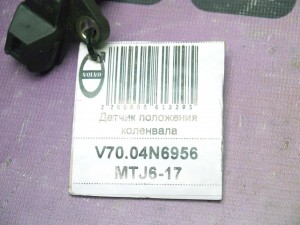 VOLVO
Датчик положения
коленвала
V70.04N6956
MTJ6-17